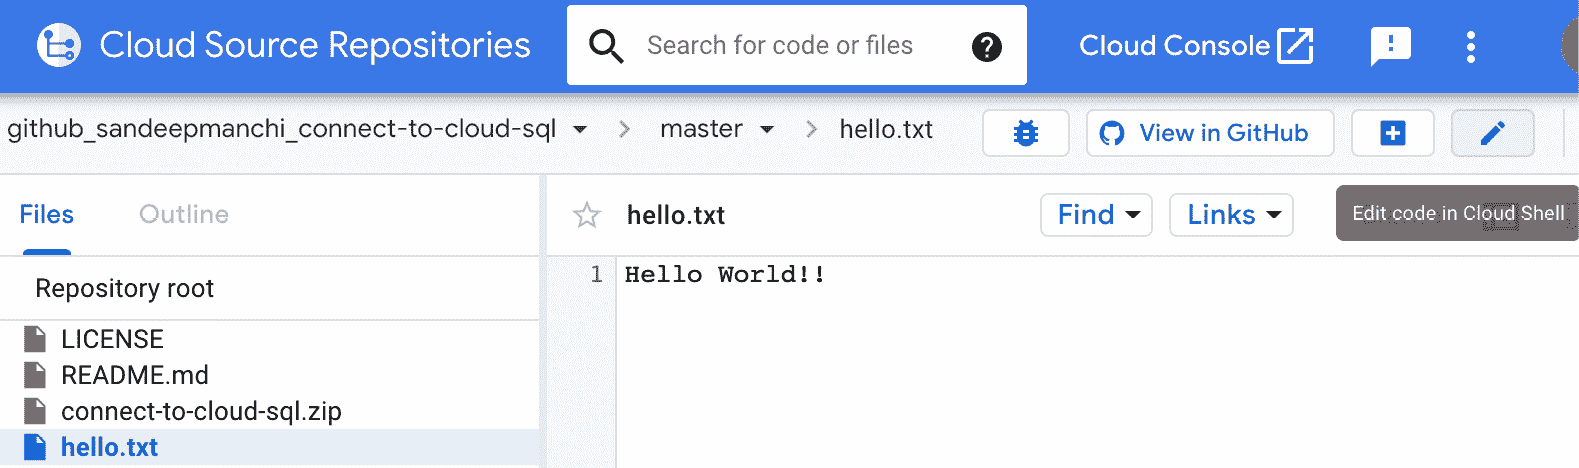 Cloud Source Repositories
Search for code or files
Cloud Console
github_sandeepmanchi_connect-to-cloud-sql
master
hello.txt
View in GitHub
Files
Outline
hello.txt
Find
Links
Edit code in Cloud Shell
Repository root
1 Hello World!!
LICENSE
README.md
connect-to-cloud-sql.zip
hello.txt